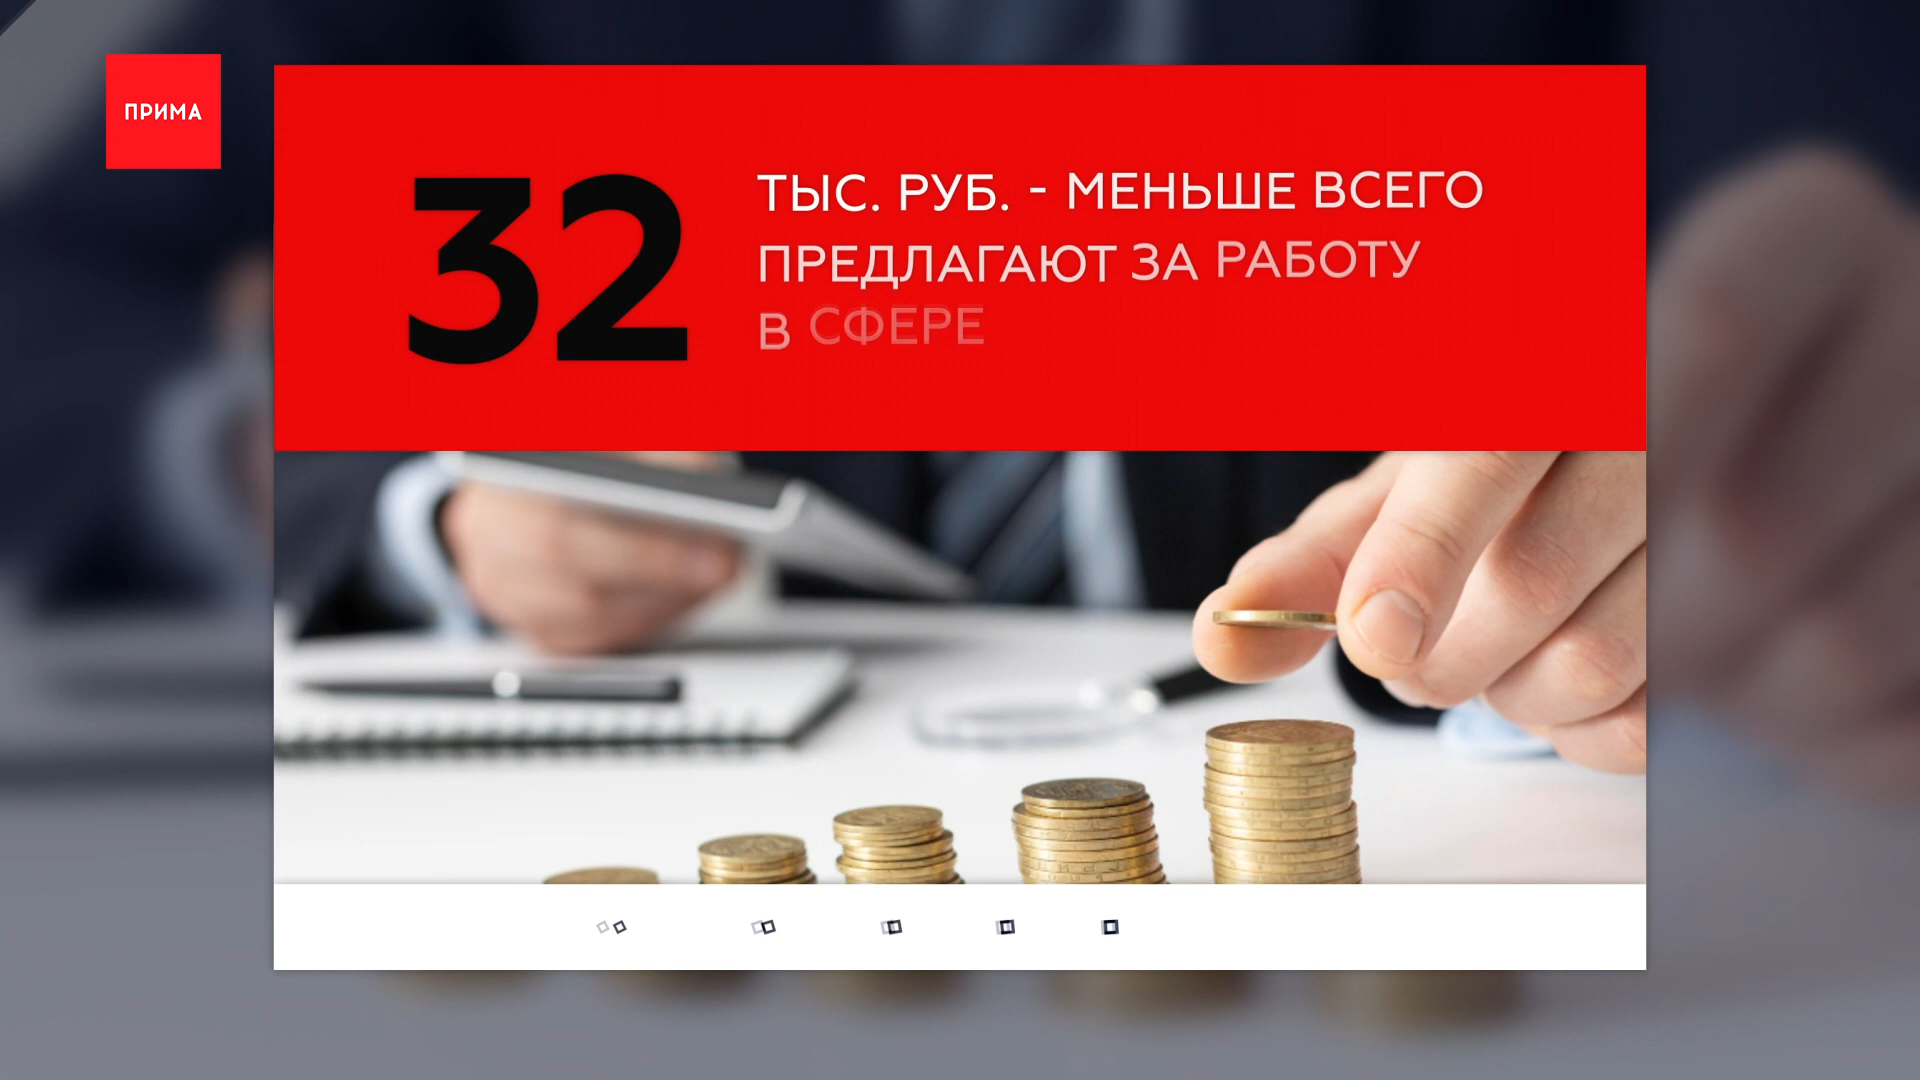 ПРИМА
32
ТЫС. РУБ. - МЕНЬШЕ ВСЕГО
ПРЕДЛАГАЮТ ЗА РАБОТУ
В СФЕРЕ